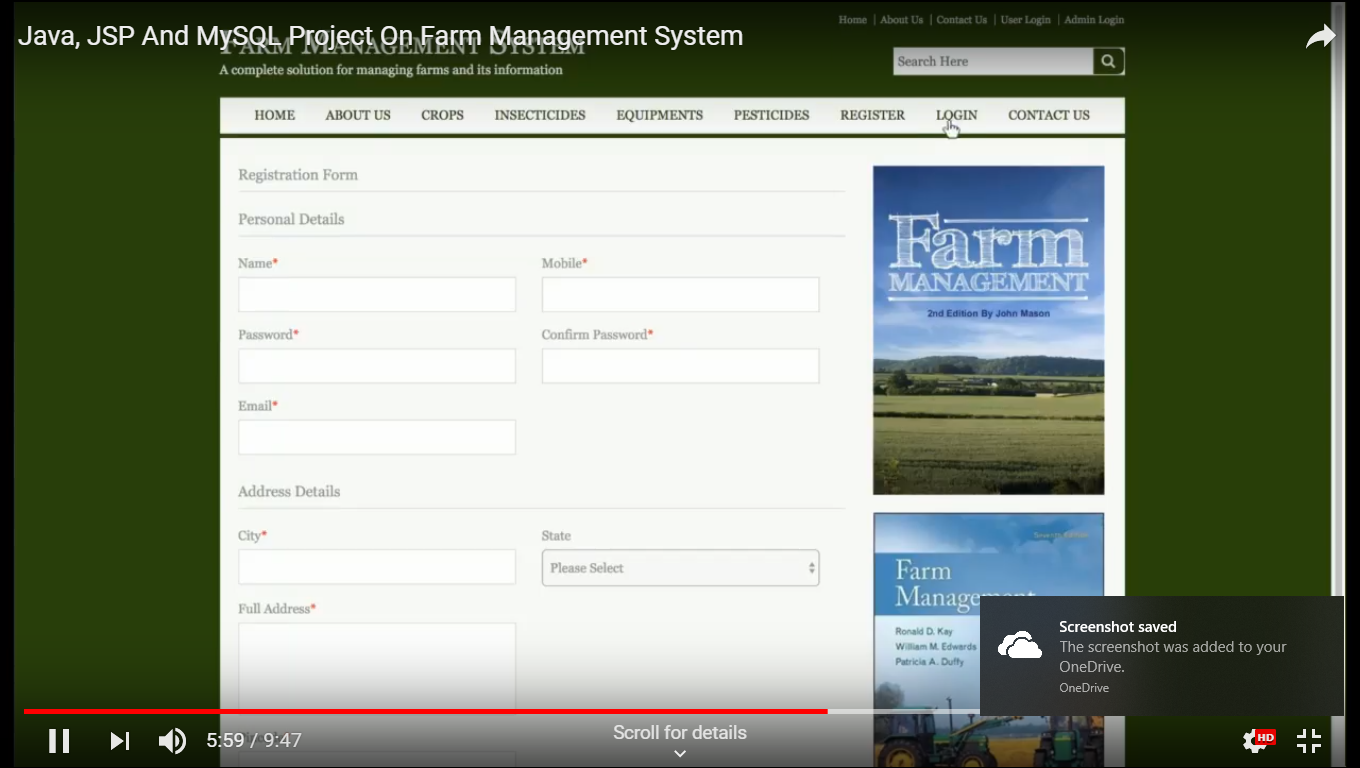 Java, JSP And MySQL Project On Farm Management System
Home | About Us | Contact Us | User Login | Admin Login
FARM MANAGEMENT SYSTEM
A complete solution for managing farms and its information
Search Here
HOME ABOUT US CROPS INSECTICIDES EQUIPMENTS PESTICIDES REGISTER LOGIN CONTACT US
Registration Form
Personal Details
Name* Mobile*
Password* Confirm Password*
Email*
Address Details
City* State
Please Select
Full Address*
Farm
MANAGEMENT
2nd Edition By John Mason
Seventh Edition
Farm
Management
Ronald D. Kay
William M. Edwards
Patricia A. Duffy
Screenshot saved
The screenshot was added to your
OneDrive.
OneDrive
5:59 / 9:47
Scroll for details
HD